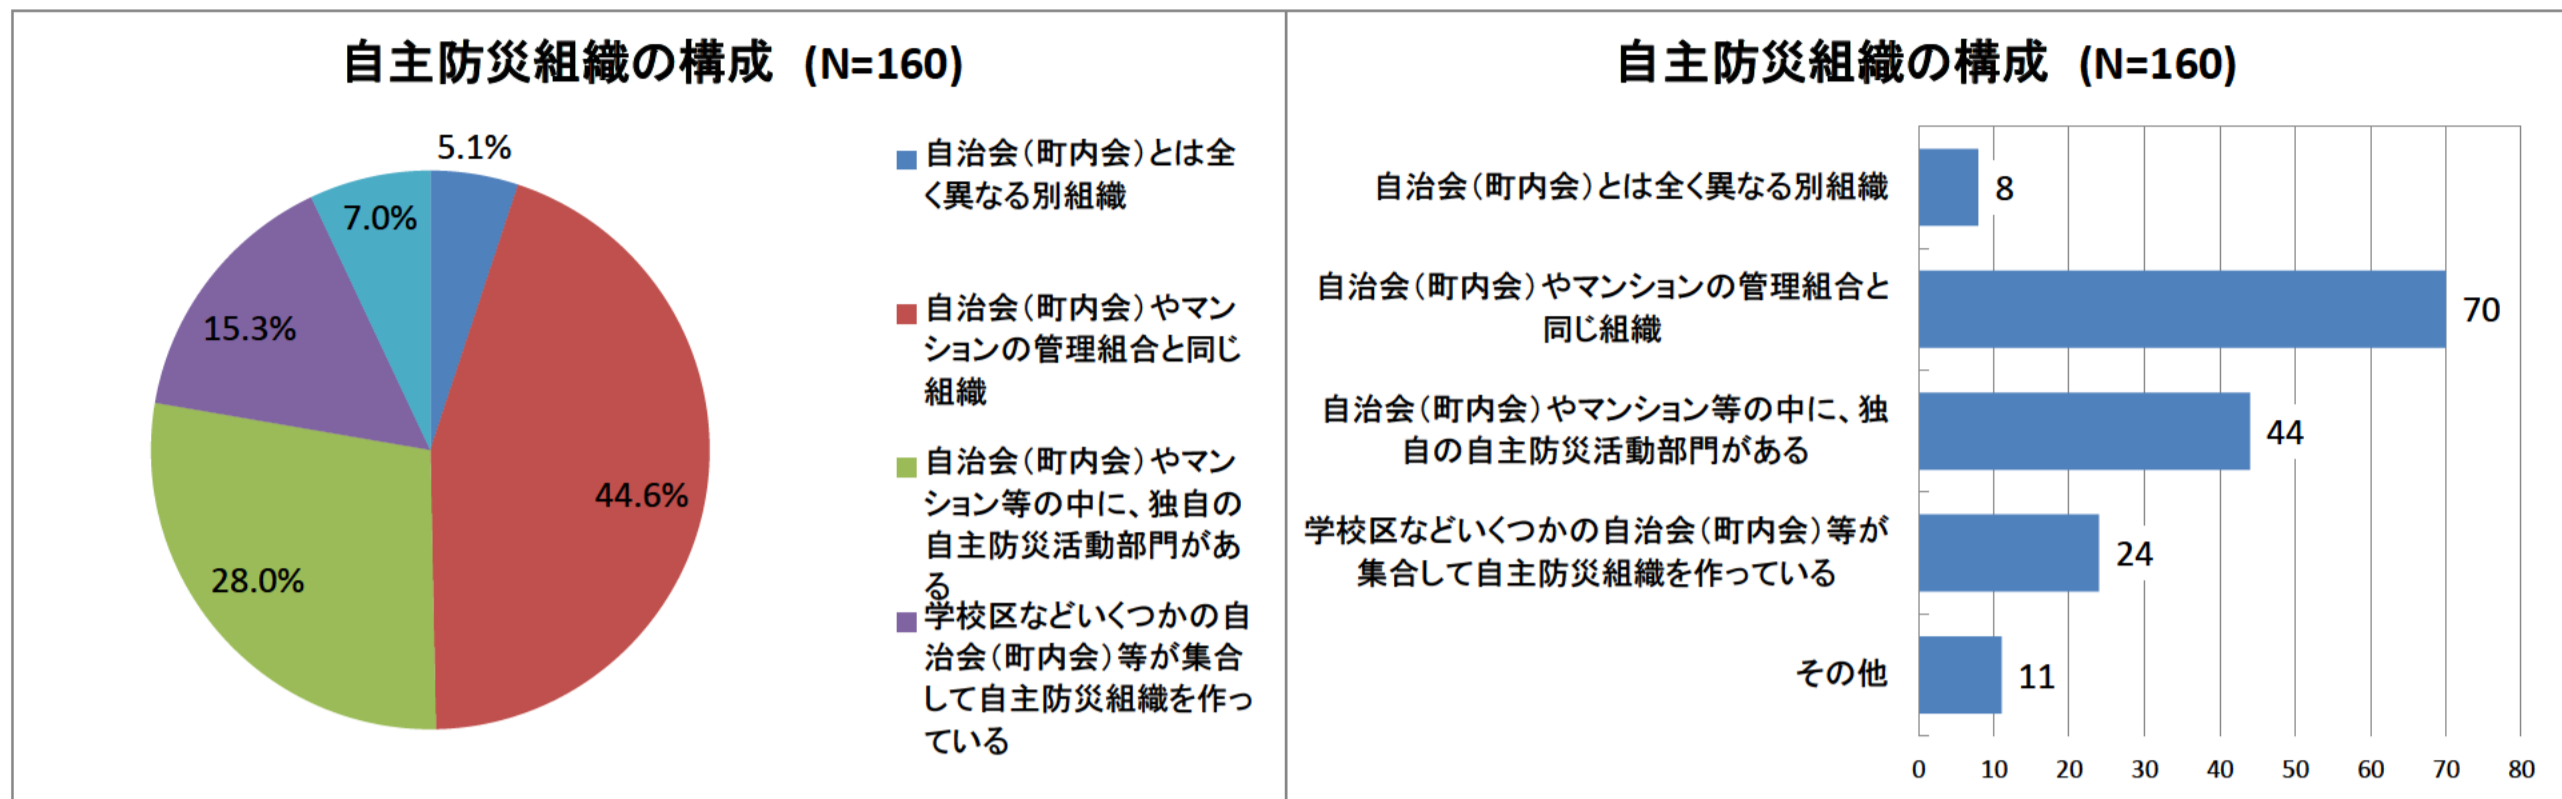 自主防災組織の構成 (N=160)
5.1%
7.0%
15.3%
44.6%
28.0%
自治会(町内会)とは全
く異なる別組織
自治会(町内会)やマン
ションの管理組合と同じ
組織
自治会(町内会)やマン
ション等の中に、独自の
自主防災活動部門があ
る
学校区などいくつかの自
治会(町内会)等が集合
して自主防災組織を作っ
ている
自主防災組織の構成 (N=160)
自治会(町内会)とは全く異なる別組織
8
自治会(町内会)やマンションの管理組合と
同じ組織
70
自治会(町内会)やマンション等の中に、独
自の自主防災活動部門がある
44
学校区などいくつかの自治会(町内会)等が
集合して自主防災組織を作っている
24
その他
11
0 10 20 30 40 50 60 70 80